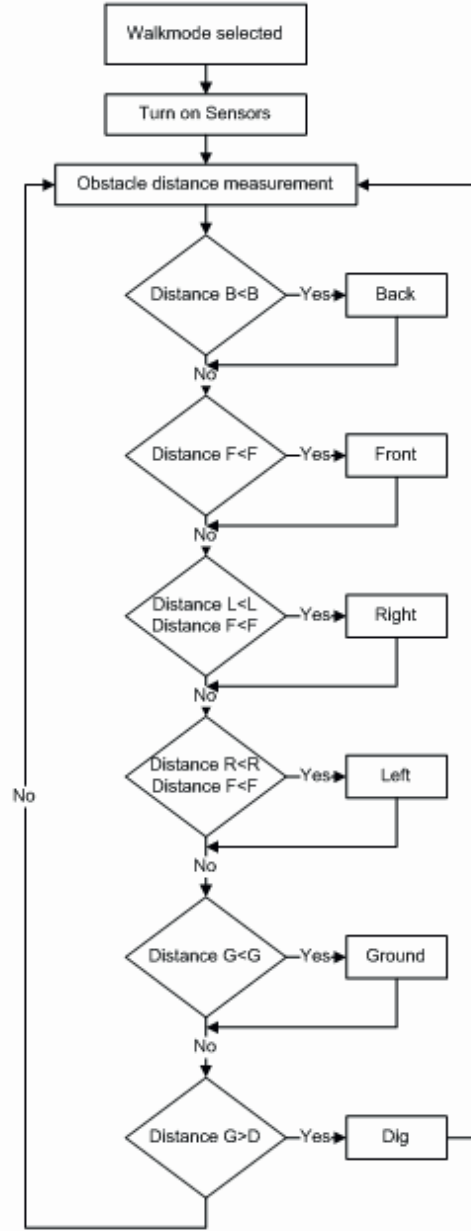 Walkmode selected
Turn on Sensors
Obstacle distance measurement
Distance B<B
Yes
Back
No
Distance F<F
Yes
Front
No
Distance L<L
Distance F<F
Yes
Right
No
Distance R<R
Distance F<F
Yes
Left
No
No
Distance G<G
Yes
Ground
No
Distance G>D
Yes
Dig